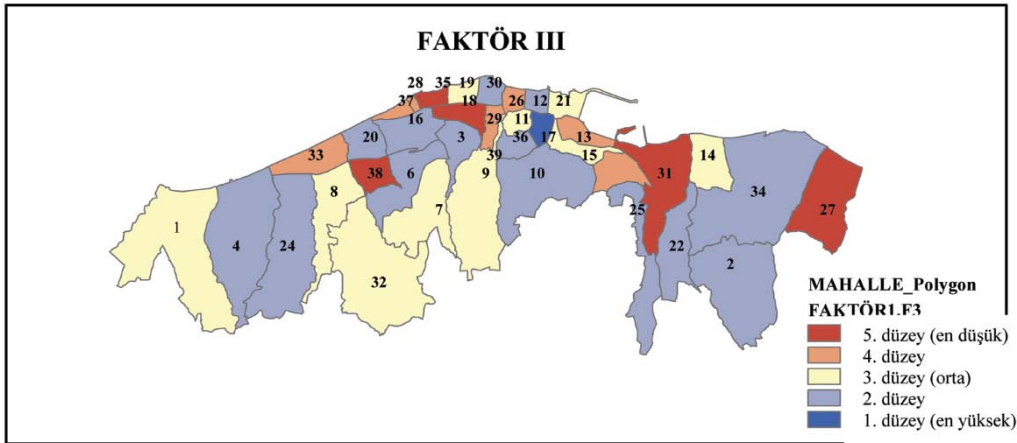 FAKTÖR III
28 35 19 30
37 18 26 12 21
16 29 11
20 3 36 17 13
33 39 15
38 6 9 10 31 14
8 7 34
1 25 27
4 24 22
32 2
MAHALLE_Polygon
FAKTÖR1.F3
5. düzey (en düşük)
4. düzey
3. düzey (orta)
2. düzey
1. düzey (en yüksek)